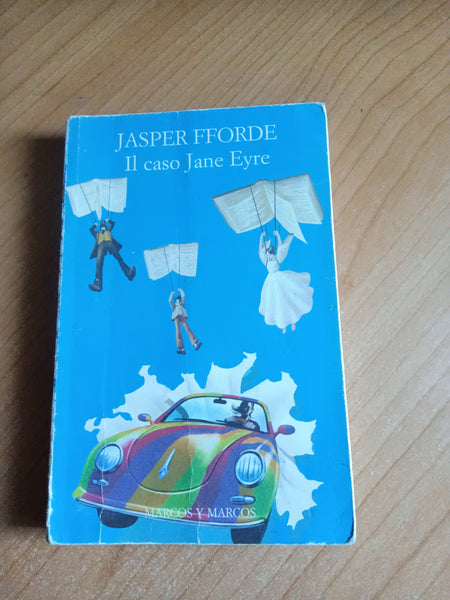 JASPER FFORDE
Il caso Jane Eyre
MARCOS Y MARCOS